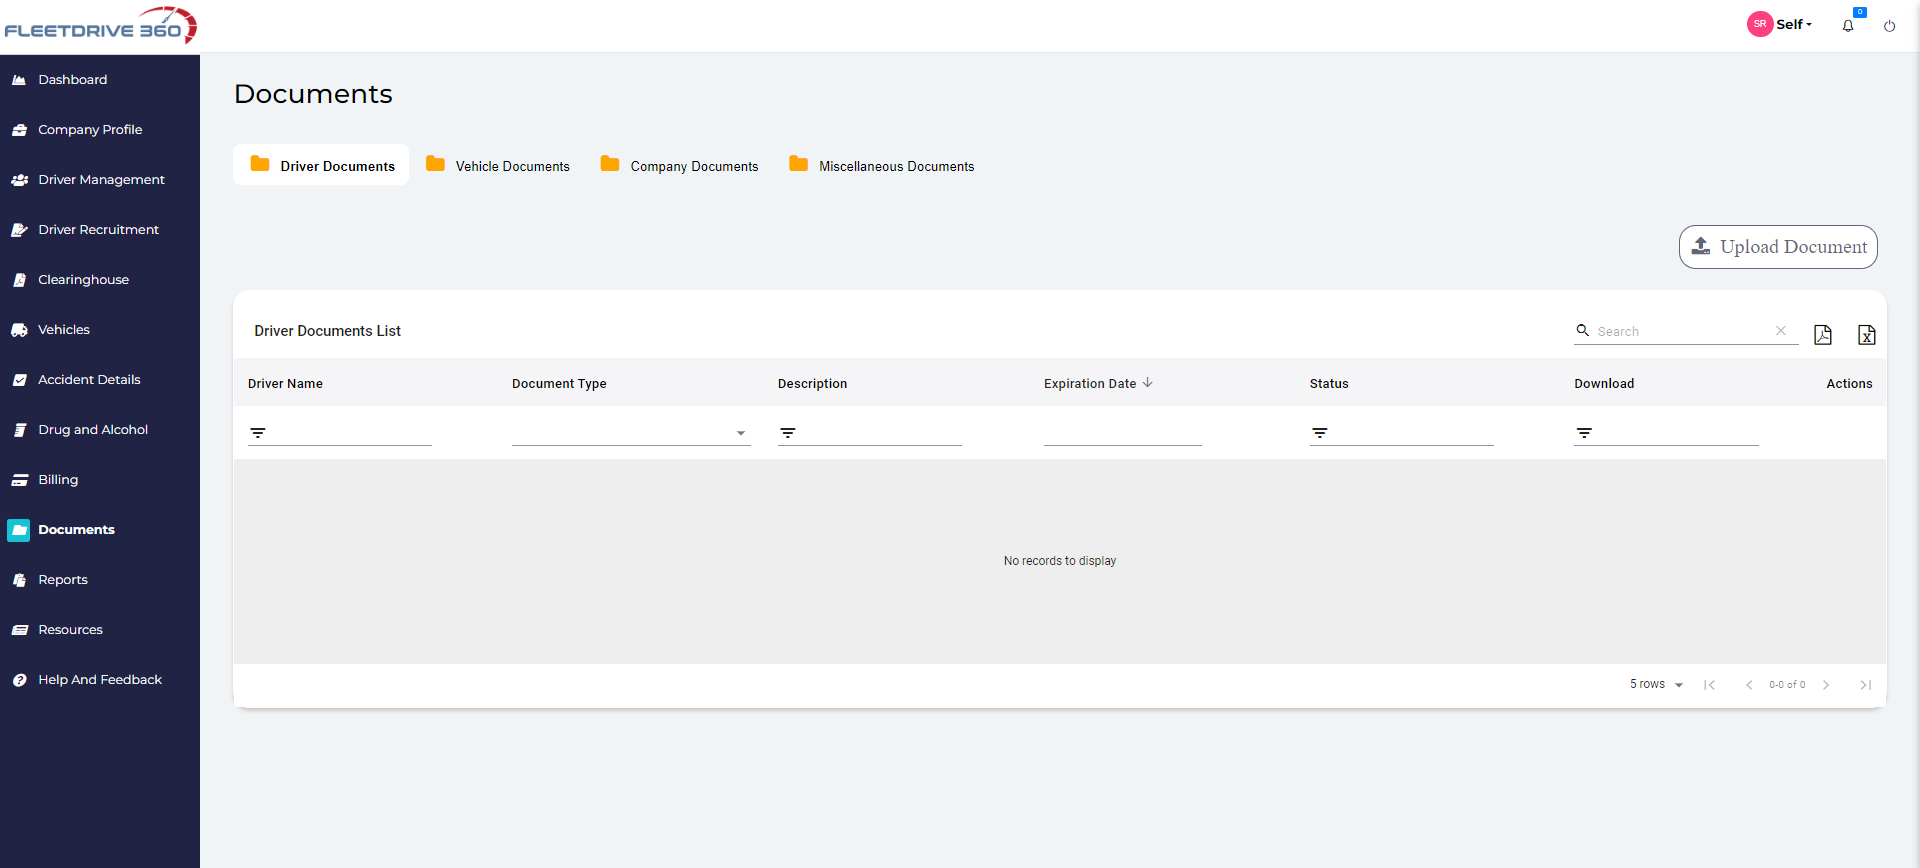 FLEETDRIVE 360
SR Self
0
Dashboard
Company Profile
Driver Management
Driver Recruitment
Clearinghouse
Vehicles
Accident Details
Drug and Alcohol
Billing
Documents
Reports
Resources
Help And Feedback
Documents
Driver Documents Vehicle Documents Company Documents Miscellaneous Documents
Upload Document
Driver Documents List Search
Driver Name Document Type Description Expiration Date Status Download Actions
No records to display
5 rows 0-0 of 0